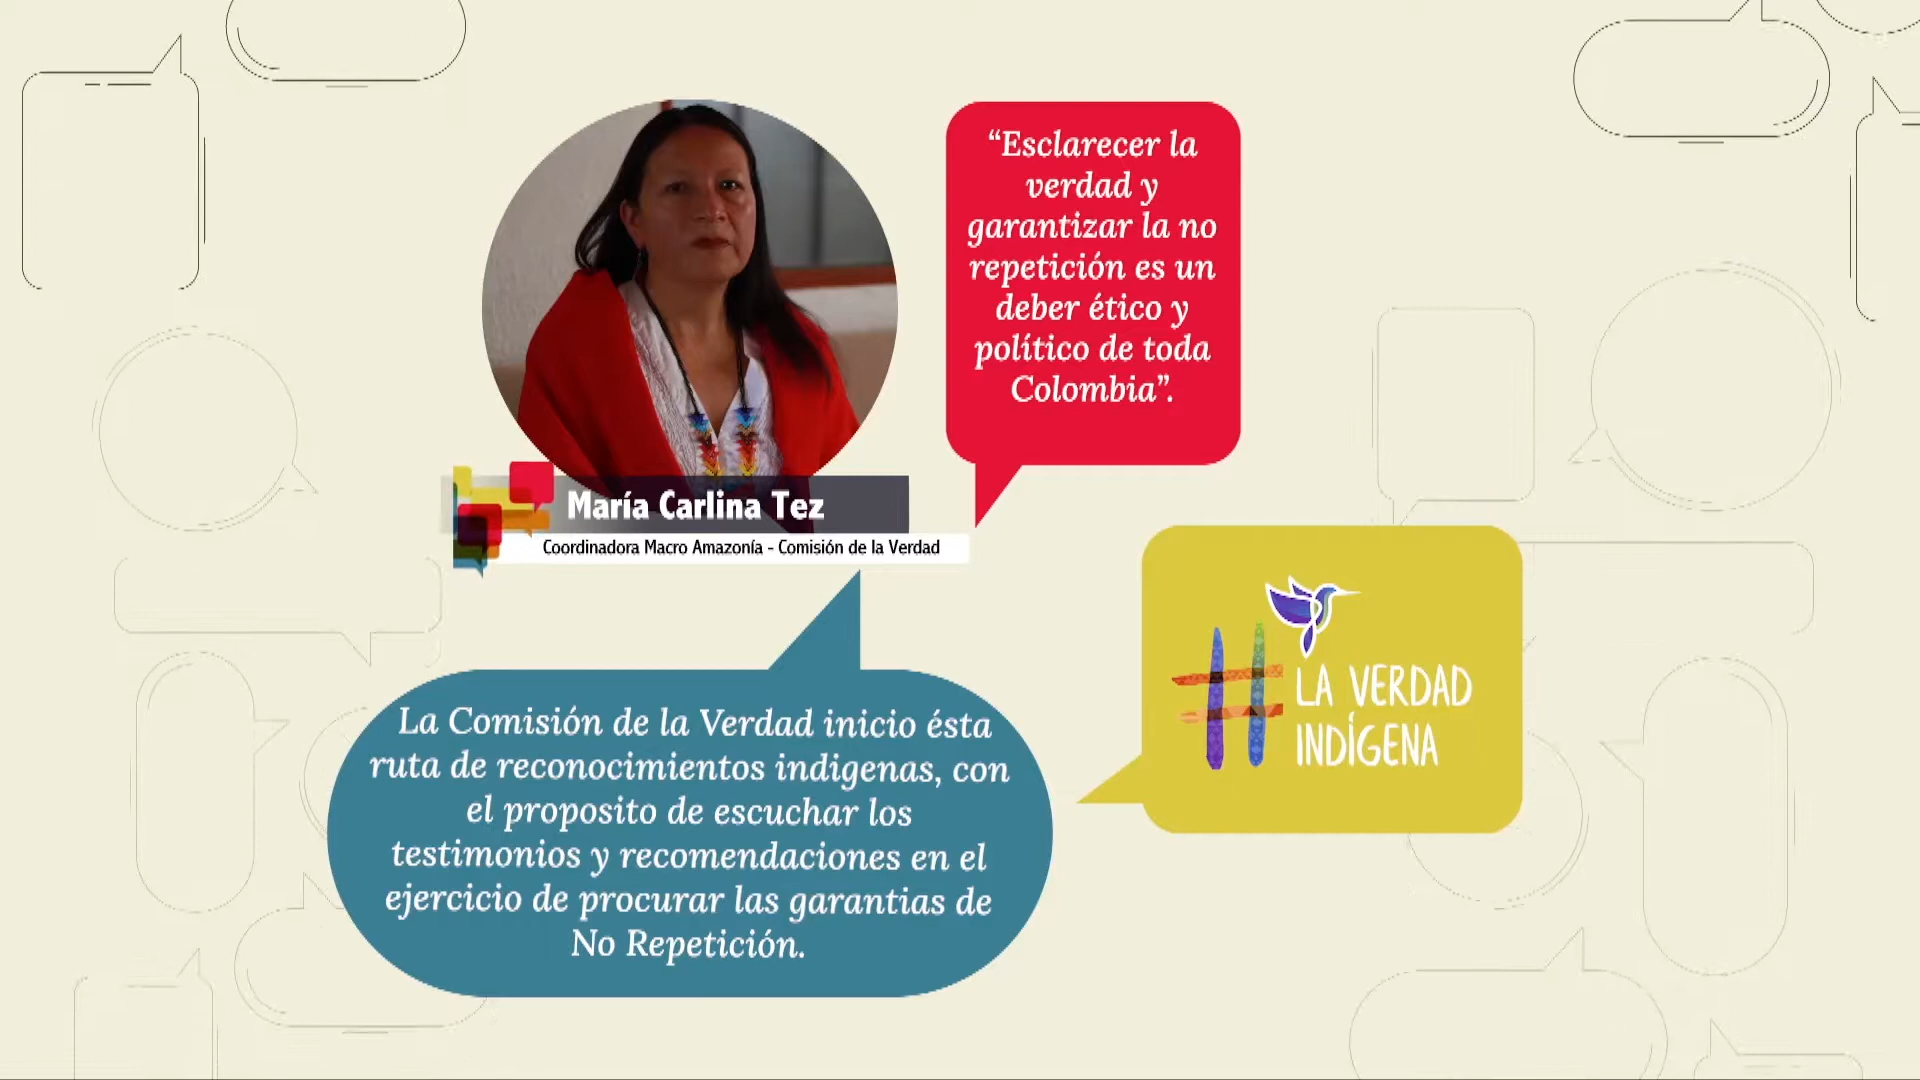 “Esclarecer la
verdad y
garantizar la no
repetición es un
deber ético y
político de toda
Colombia”.
María Carlina Tez
Coordinadora Macro Amazonía - Comisión de la Verdad
LA VERDAD
INDÍGENA
La Comisión de la Verdad inicio ésta
ruta de reconocimientos indigenas, con
el proposito de escuchar los
testimonios y recomendaciones en el
ejercicio de procurar las garantias de
No Repetición.